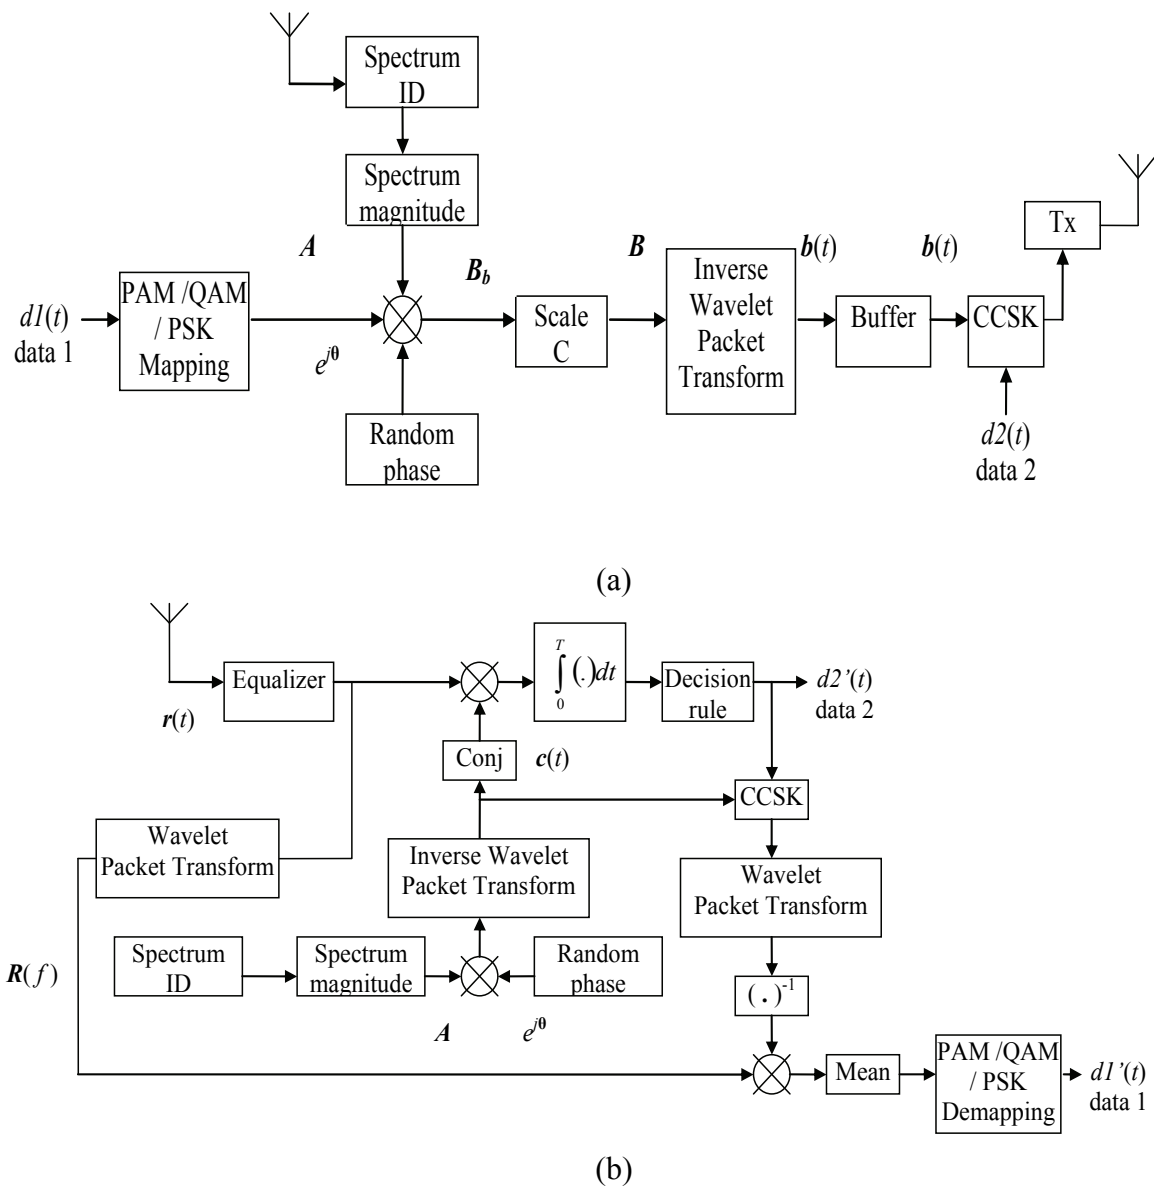 Spectrum
ID
Spectrum
magnitude
Tx
A
B_b
B
b(t)
b(t)
d1(t)
data 1
PAM /QAM
/ PSK
Mapping
e^{jθ}
Scale
C
Inverse
Wavelet
Packet
Transform
Buffer
CCSK
Random
phase
d2(t)
data 2
(a)
r(t)
Equalizer
∫_0^T (.)dt
Decision
rule
d2’(t)
data 2
Conj
c(t)
CCSK
Wavelet
Packet Transform
Inverse Wavelet
Packet Transform
Wavelet
Packet Transform
R(f)
Spectrum
ID
Spectrum
magnitude
Random
phase
A
e^{jθ}
(.)^{-1}
Mean
PAM /QAM
/ PSK
Demapping
d1’(t)
data 1
(b)